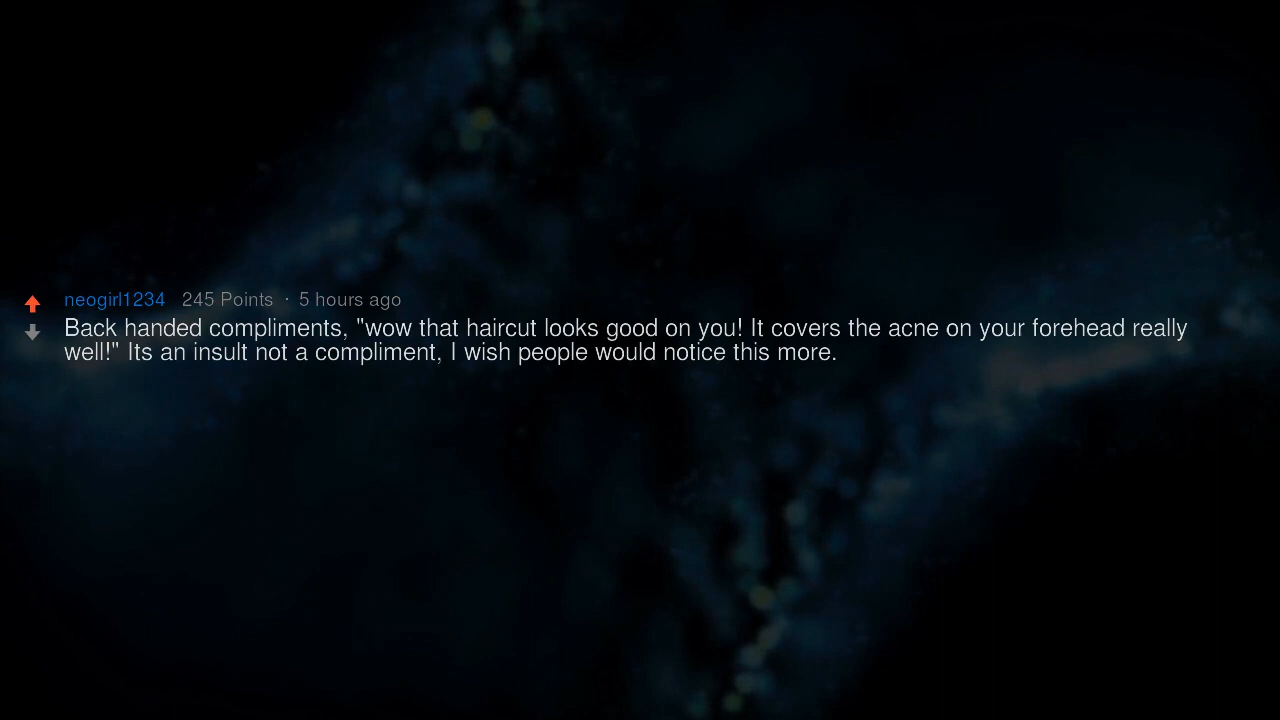 neogirl1234 245 Points · 5 hours ago
Back handed compliments, "wow that haircut looks good on you! It covers the acne on your forehead really
well!" Its an insult not a compliment, I wish people would notice this more.